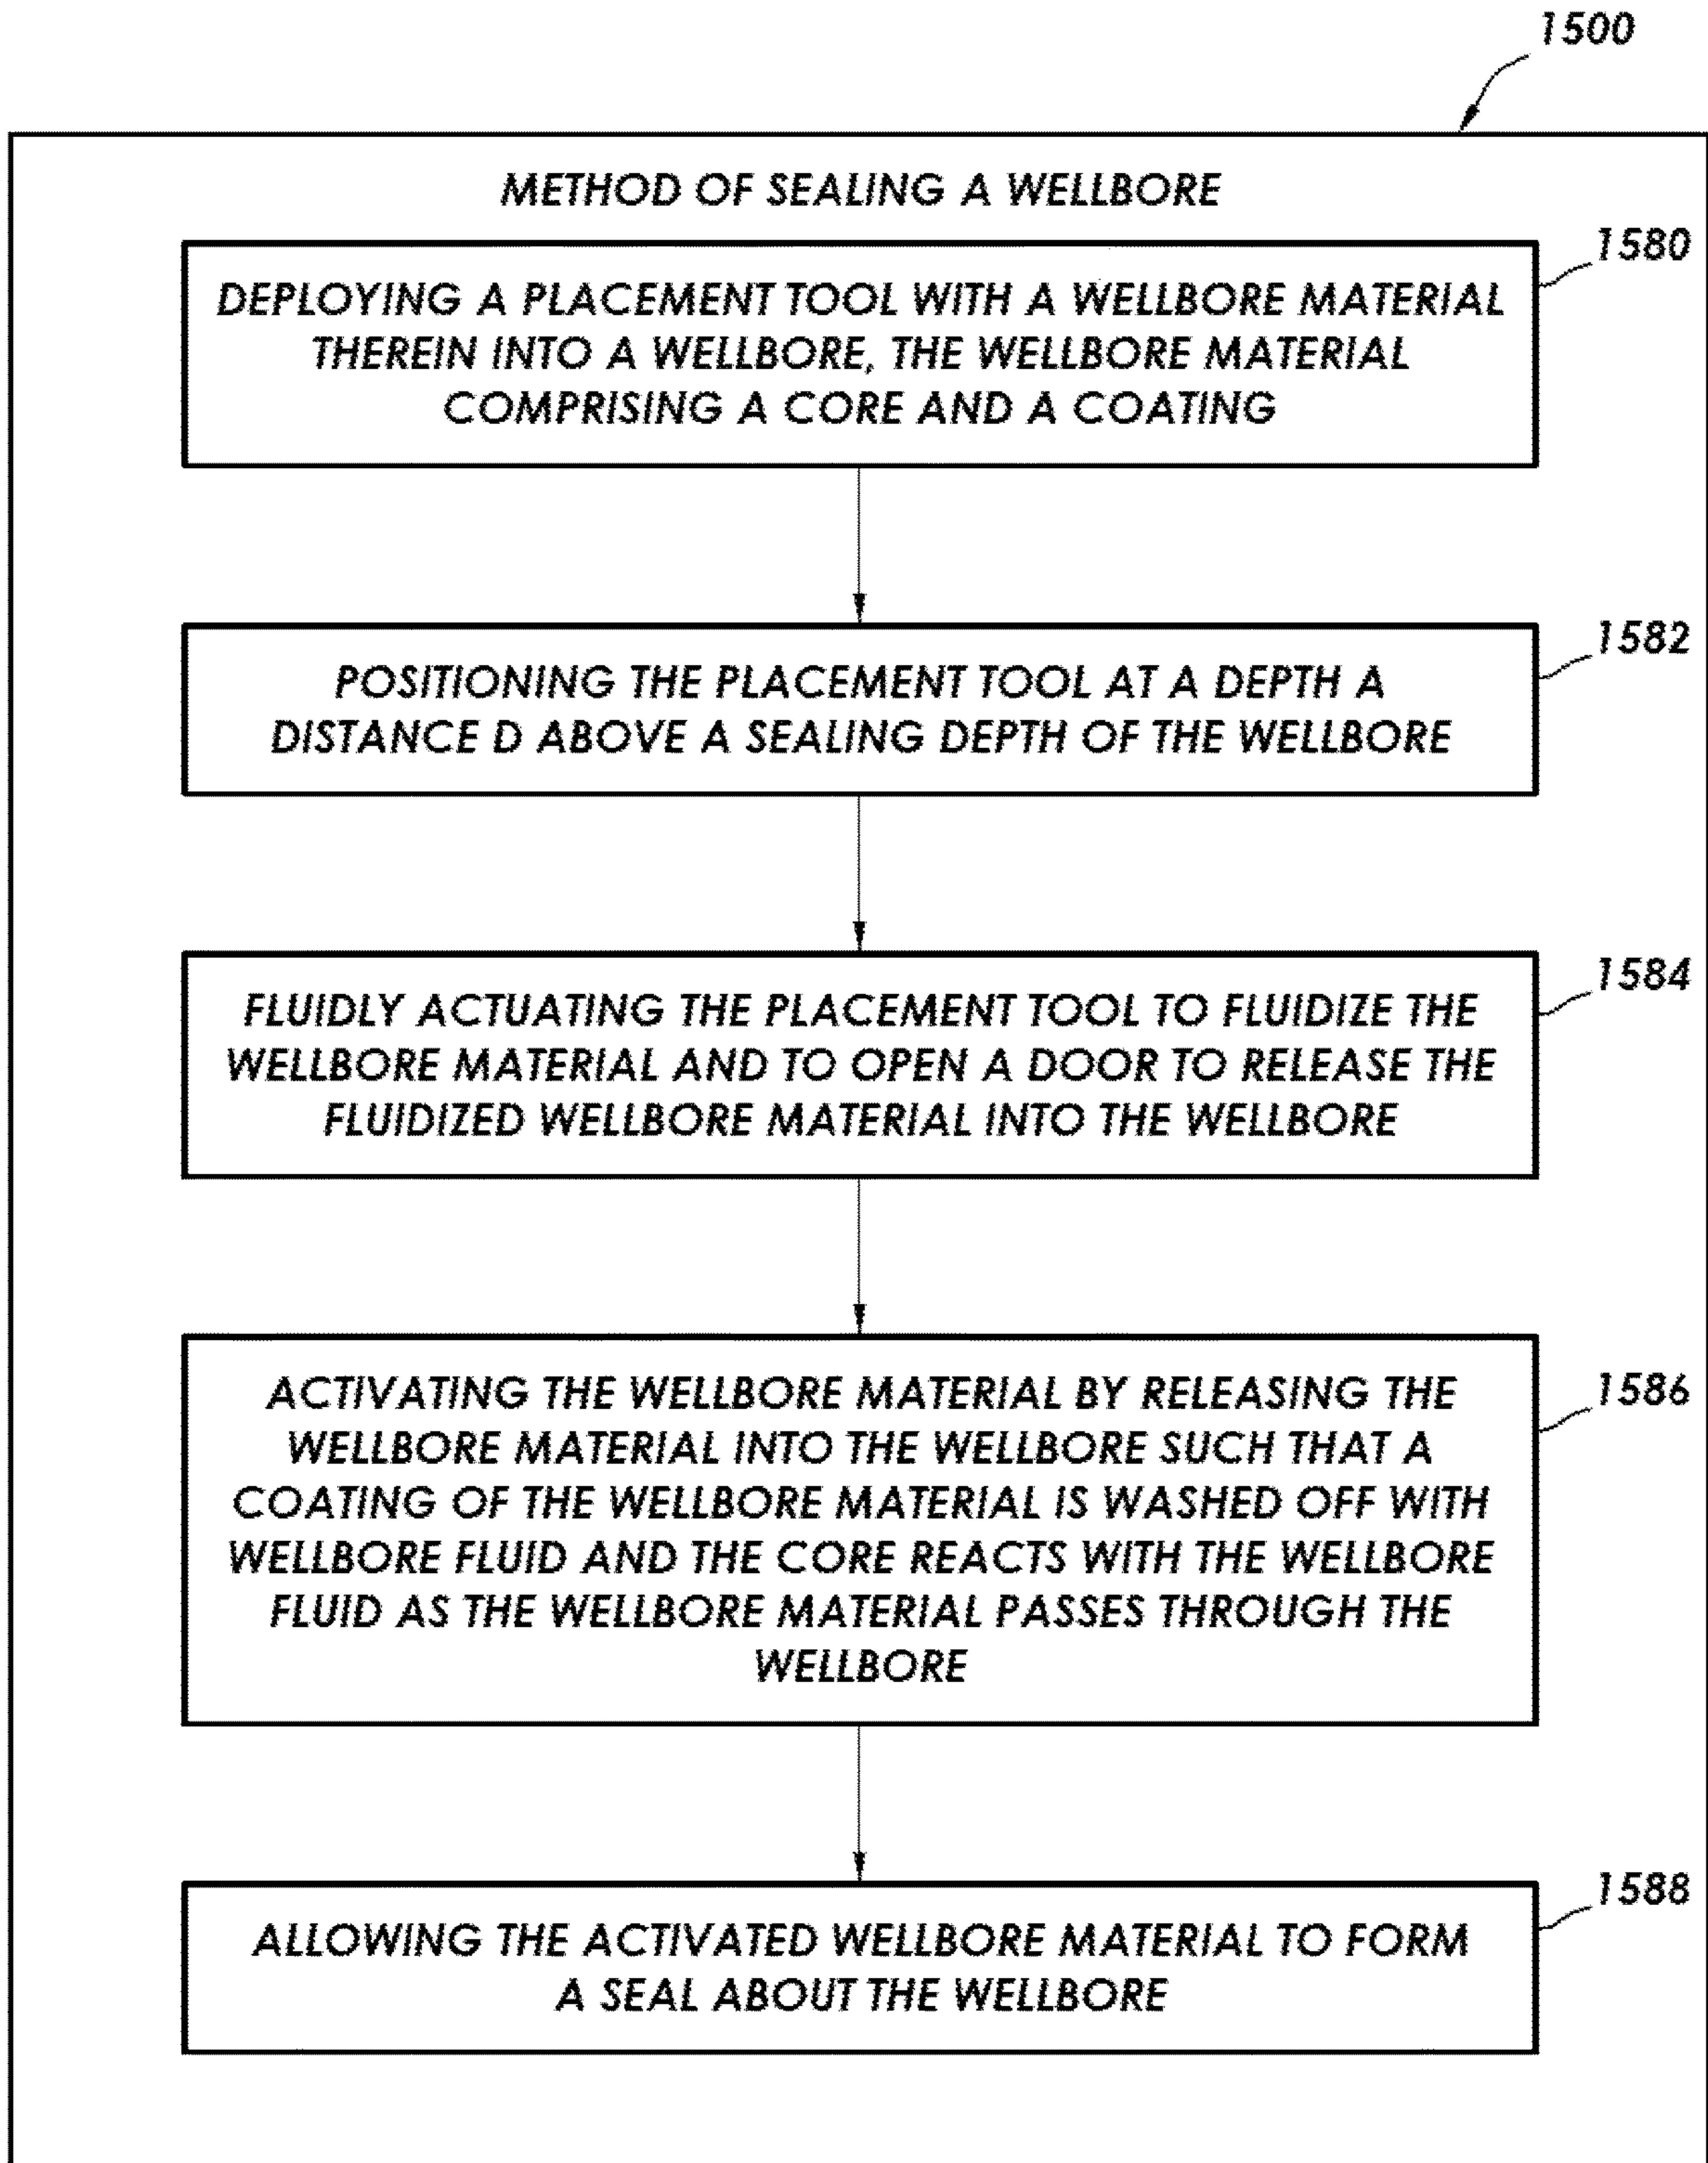 1500
METHOD OF SEALING A WELLBORE
1580
DEPLOYING A PLACEMENT TOOL WITH A WELLBORE MATERIAL
THEREIN INTO A WELLBORE, THE WELLBORE MATERIAL
COMPRISING A CORE AND A COATING
1582
POSITIONING THE PLACEMENT TOOL AT A DEPTH A
DISTANCE D ABOVE A SEALING DEPTH OF THE WELLBORE
1584
FLUIDLY ACTUATING THE PLACEMENT TOOL TO FLUIDIZE THE
WELLBORE MATERIAL AND TO OPEN A DOOR TO RELEASE THE
FLUIDIZED WELLBORE MATERIAL INTO THE WELLBORE
1586
ACTIVATING THE WELLBORE MATERIAL BY RELEASING THE
WELLBORE MATERIAL INTO THE WELLBORE SUCH THAT A
COATING OF THE WELLBORE MATERIAL IS WASHED OFF WITH
WELLBORE FLUID AND THE CORE REACTS WITH THE WELLBORE
FLUID AS THE WELLBORE MATERIAL PASSES THROUGH THE
WELLBORE
1588
ALLOWING THE ACTIVATED WELLBORE MATERIAL TO FORM
A SEAL ABOUT THE WELLBORE